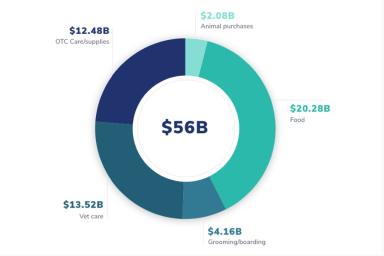 $2.08B
Animal purchases
$12.48B
OTC Care/supplies
$20.28B
Food
$56B
$13.52B
Vet care
$4.16B
Grooming/boarding